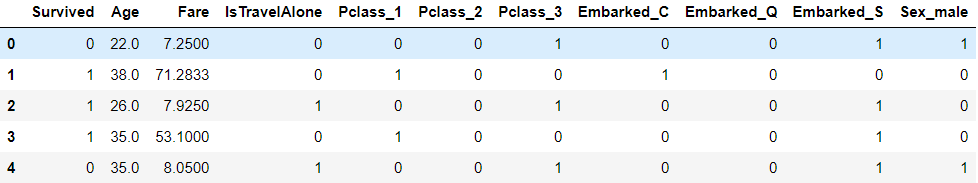 Survived Age Fare IsTravelAlone Pclass_1 Pclass_2 Pclass_3 Embarked_C Embarked_Q Embarked_S Sex_male
0 0 22.0 7.2500 0 0 0 1 0 0 1 1
1 1 38.0 71.2833 0 1 0 0 1 0 0 0
2 1 26.0 7.9250 1 0 0 1 0 0 1 0
3 1 35.0 53.1000 0 1 0 0 0 0 1 0
4 0 35.0 8.0500 1 0 0 1 0 0 1 1